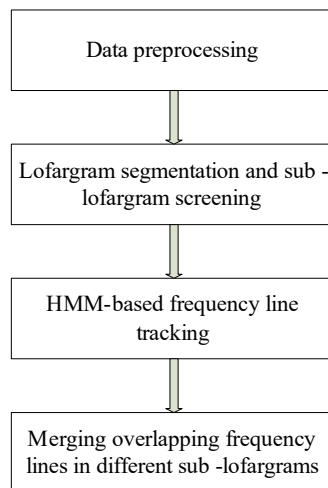 Data preprocessing
Lofargram segmentation and sub -
lofargram screening
HMM-based frequency line
tracking
Merging overlapping frequency
lines in different sub -lofargrams